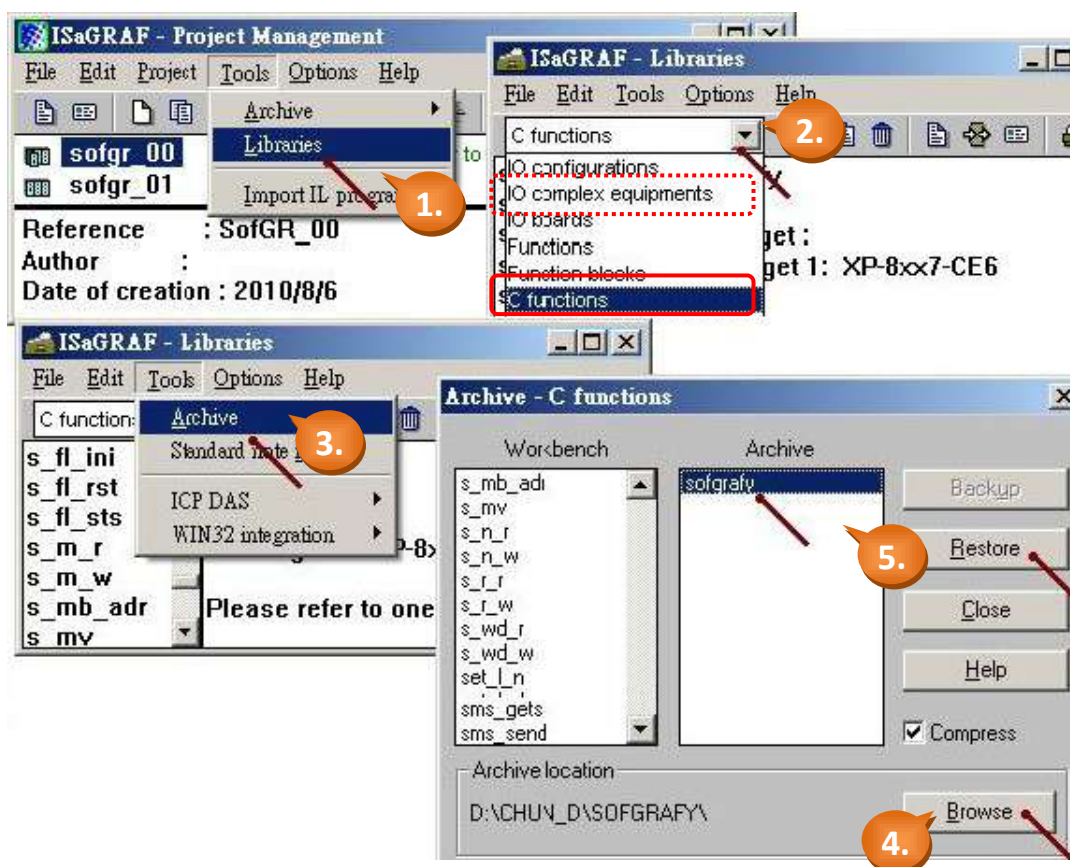 ISaGRAF - Project Management
File Edit Project Tools Options Help
Archive
Libraries
Import IL
1.
sofgr_00
sofgr_01
to
Reference : SofGR_00
Author :
Date of creation : 2010/8/6
ISaGRAF - Libraries
File Edit Tools Options Help
C functions
2.
IO configurations
IO complex equipments
IO boards
Functions
Function blocks
C functions
get :
get 1: XP-8xx7-CE6
ISaGRAF - Libraries
File Edit Tools Options Help
C function
Archive
3.
Standard note
ICP DAS
WIN32 integration
s_fl_ini
s_fl_rst
s_fl_sts
s_m_r
s_m_w
s_mb_adr
s_mv
P-8x
Please refer to one
Archive - C functions
Workbench
Archive
s_mb_adr
s_mv
s_n_r
s_n_w
s_r_r
s_r_w
s_wd_r
s_wd_w
set_l_n
sms_gets
sms_send
sofgrafy
5.
Backup
Restore
Close
Help
Compress
Archive location
D:\CHUN_D\SOFGRAFY\
4.
Browse